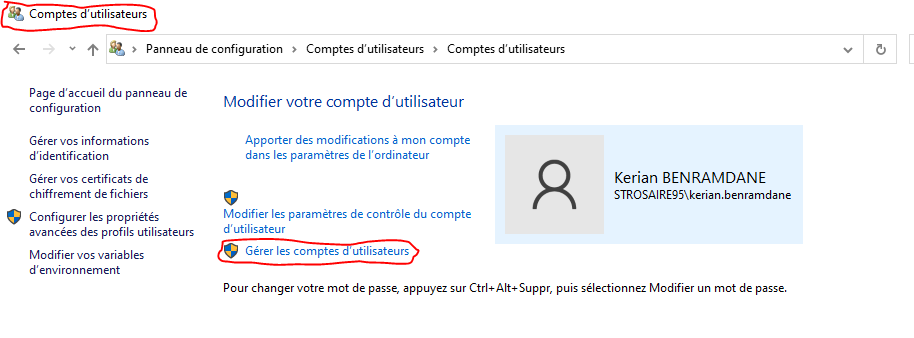 Comptes d'utilisateurs
Panneau de configuration > Comptes d'utilisateurs > Comptes d'utilisateurs
Page d'accueil du panneau de
configuration
Gérer vos informations
d'identification
Gérer vos certificats de
chiffrement de fichiers
Configurer les propriétés
avancées des profils utilisateurs
Modifier vos variables
d'environnement
Modifier votre compte d'utilisateur
Apporter des modifications à mon compte
dans les paramètres de l'ordinateur
Modifier les paramètres de contrôle du compte
d'utilisateur
Gérer les comptes d'utilisateurs
Kerian BENRAMDANE
STROSAIRE95\kerian.benramdane
Pour changer votre mot de passe, appuyez sur Ctrl+Alt+Suppr, puis sélectionnez Modifier un mot de passe.